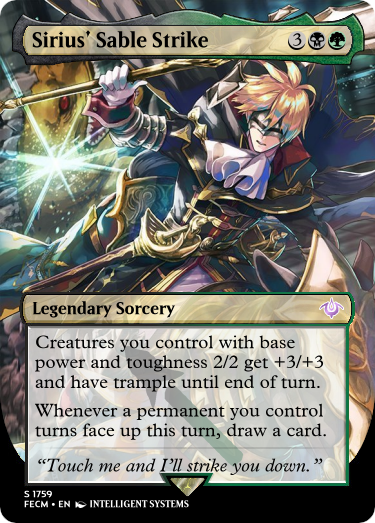 Sirius' Sable Strike 3
Legendary Sorcery
Creatures you control with base
power and toughness 2/2 get +3/+3
and have trample until end of turn.
Whenever a permanent you control
turns face up this turn, draw a card.
“Touch me and I'll strike you down.”
S 1759
FECM • EN INTELLIGENT SYSTEMS